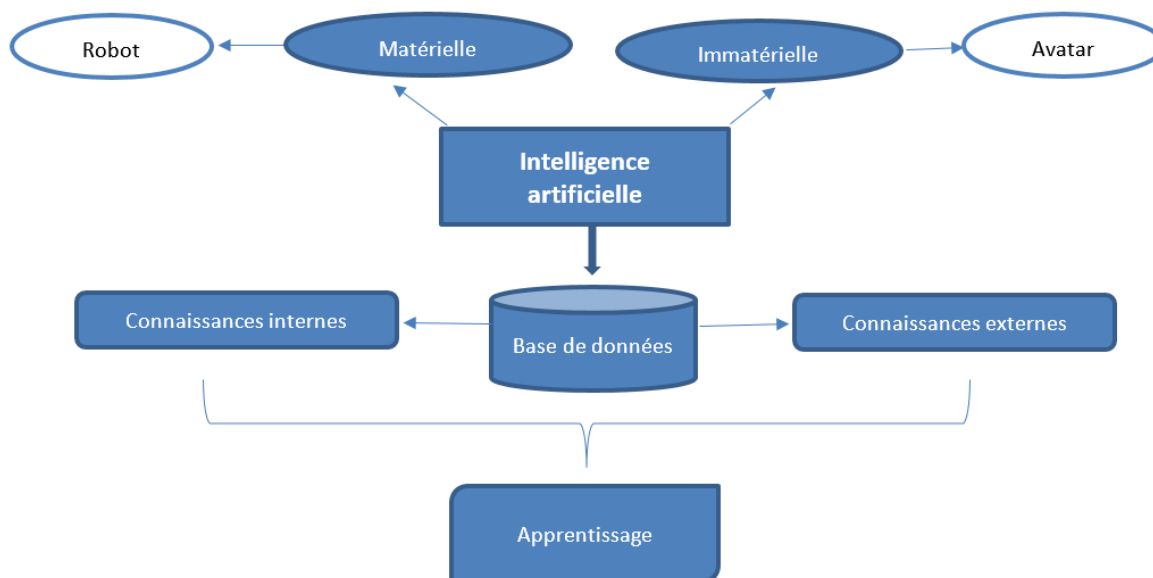 Robot
Matérielle
Immatérielle
Avatar
Intelligence
artificielle
Connaissances internes
Base de données
Connaissances externes
Apprentissage